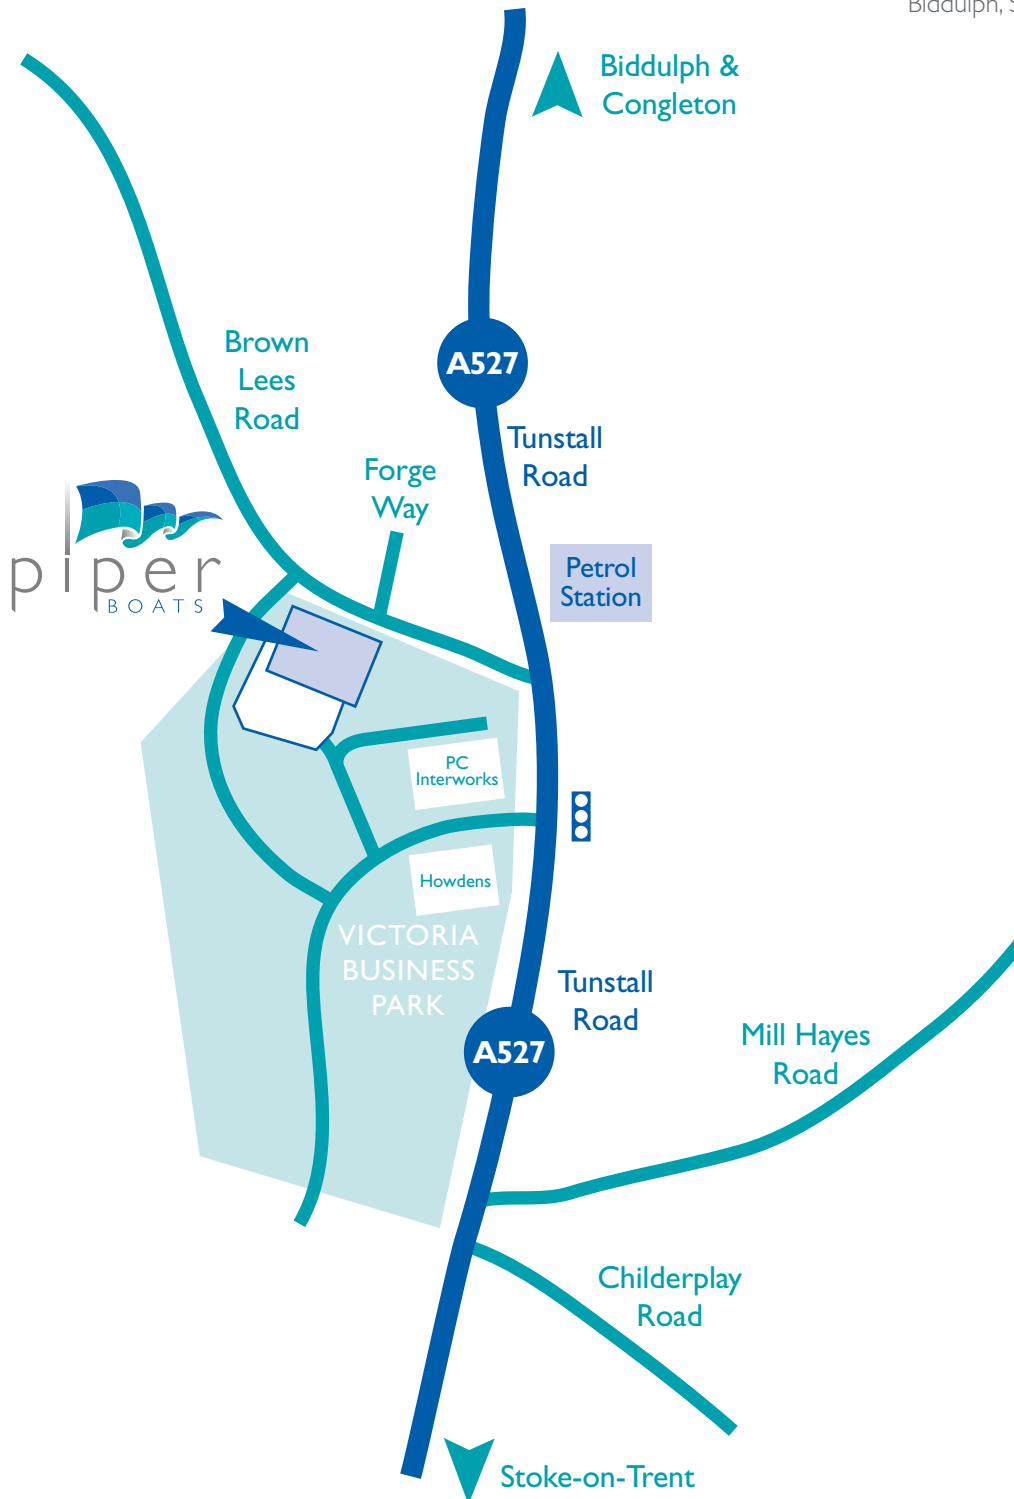 Biddulph, S
Biddulph &
Congleton
Brown
Lees
Road
A527
Tunstall
Road
Forge
Way
piper
BOATS
Petrol
Station
PC
Interworks
Howdens
VICTORIA
BUSINESS
PARK
Tunstall
Road
A527
Mill Hayes
Road
Childerplay
Road
Stoke-on-Trent